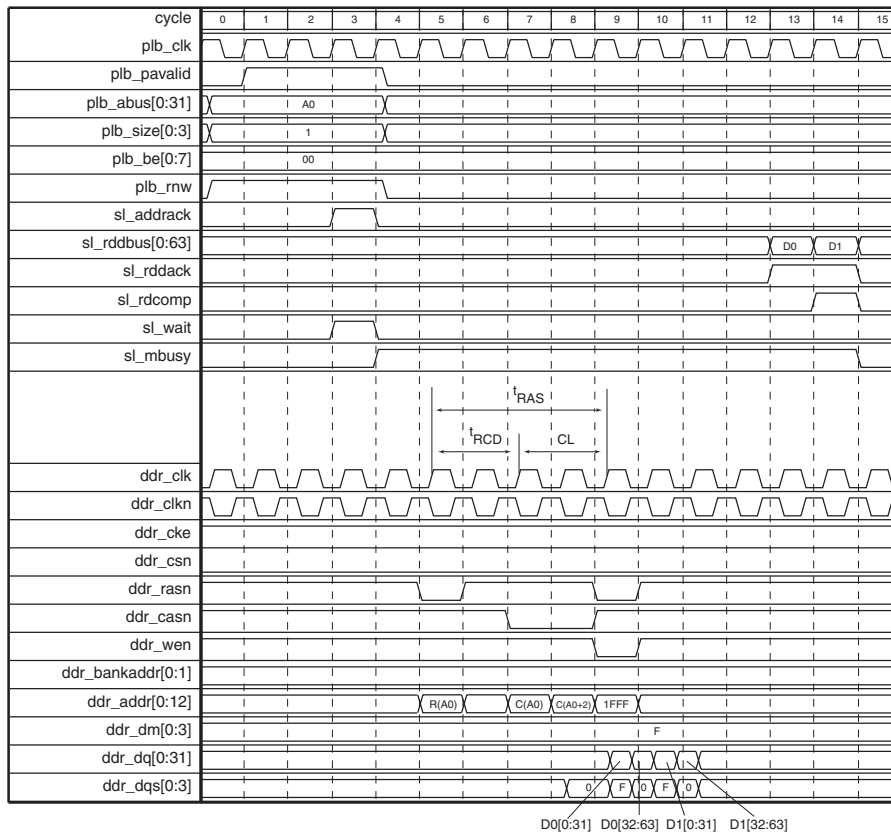 cycle 0 1 2 3 4 5 6 7 8 9 10 11 12 13 14 15
plb_clk
plb_pavalid
plb_abus[0:31] A0
plb_size[0:3] 1
plb_be[0:7] 00
plb_rnw
sl_addrack
sl_rddbus[0:63] D0 D1
sl_rddack
sl_rdcomp
sl_wait
sl_mbusy
tRAS
tRCD CL
ddr_clk
ddr_clkn
ddr_cke
ddr_csn
ddr_rasn
ddr_casn
ddr_wen
ddr_bankaddr[0:1]
ddr_addr[0:12] R(A0) C(A0) C(A0+2) 1FFF
ddr_dm[0:3] F
ddr_dq[0:31]
ddr_dqs[0:3] 0 F 0 F 0
D0[0:31] D0[32:63] D1[0:31] D1[32:63]